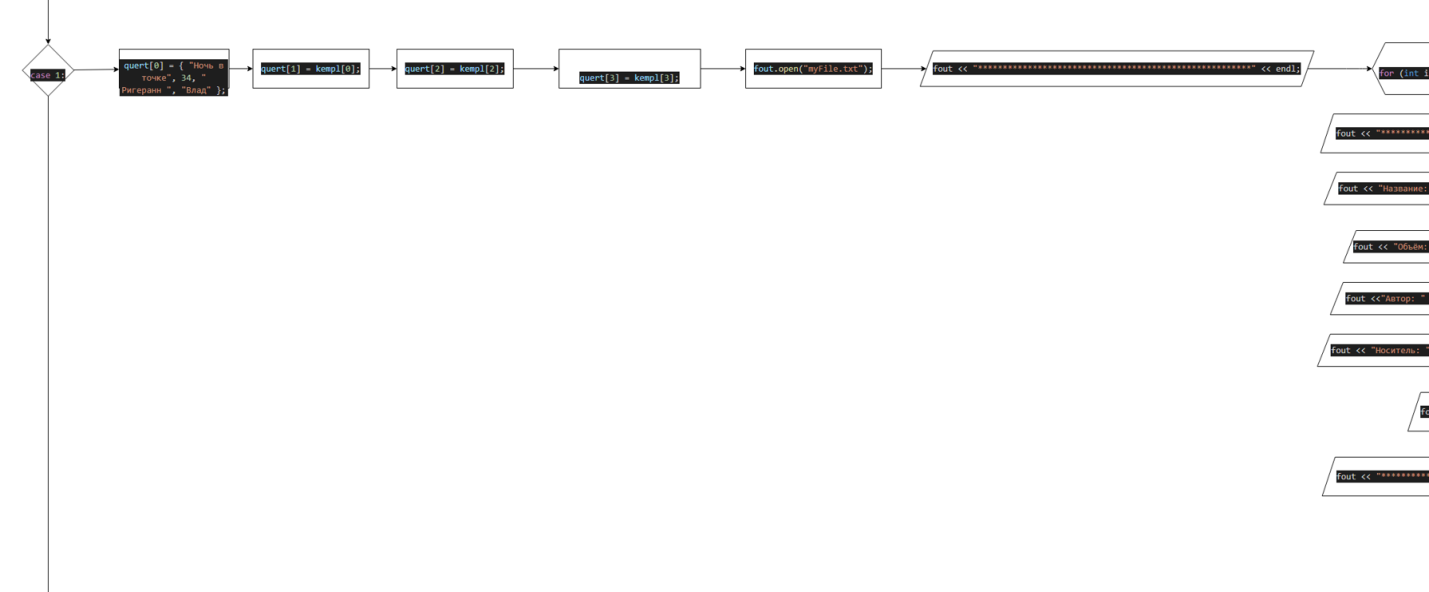 case 1:
quert[0] = { "Ночь в
точке", 34, "
Ригеранн ", "Влад" };
quert[1] = kempl[0];
quert[2] = kempl[2];
quert[3] = kempl[3];
fout.open("myFile.txt");
fout << "*******************************************************" << endl;
for (int i
fout << "**********
fout << "Название:
fout << "Объём:
fout <<"Автор: "
fout << "Носитель: "
fo
fout << "**********